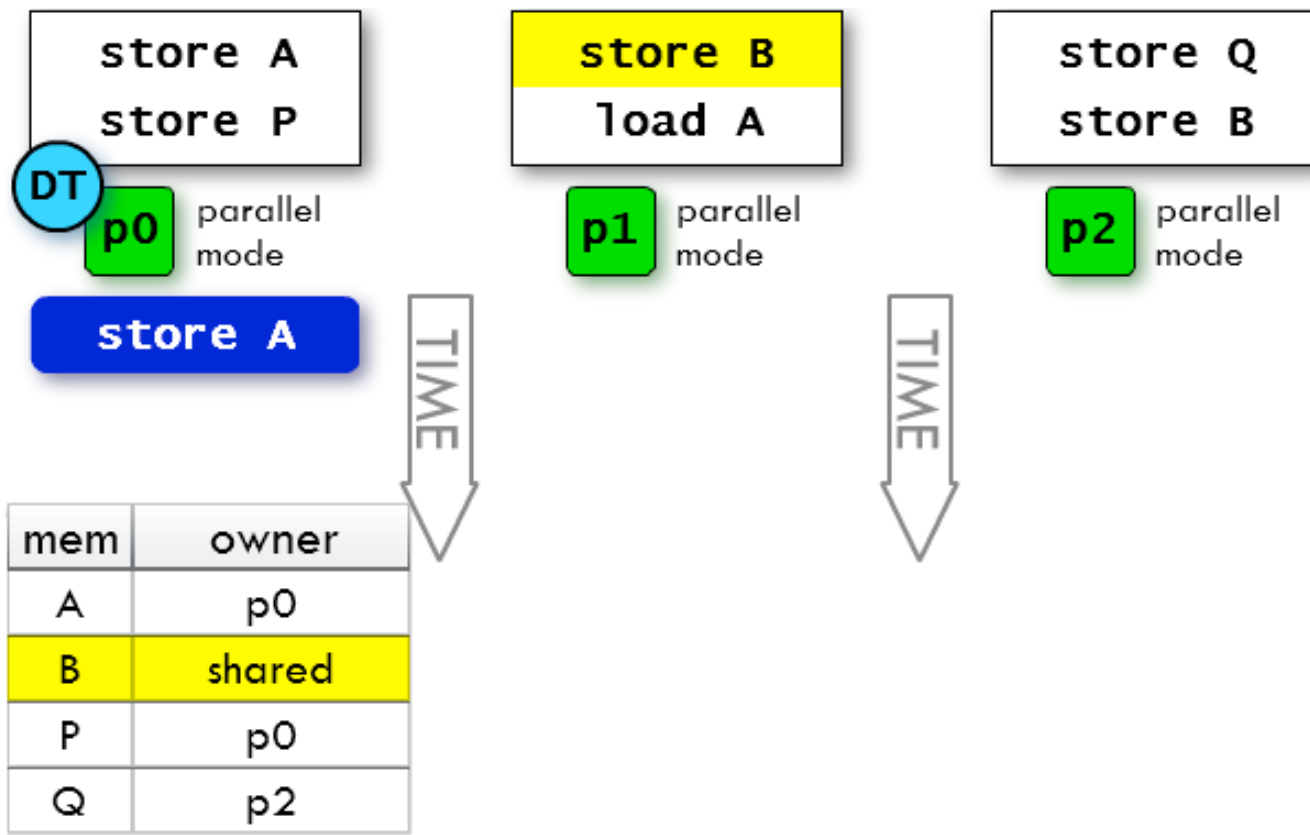 store A
store P
DT
p0
parallel
mode
store A
store B
load A
p1
parallel
mode
store Q
store B
p2
parallel
mode
TIME
TIME
mem owner
A p0
B shared
P p0
Q p2